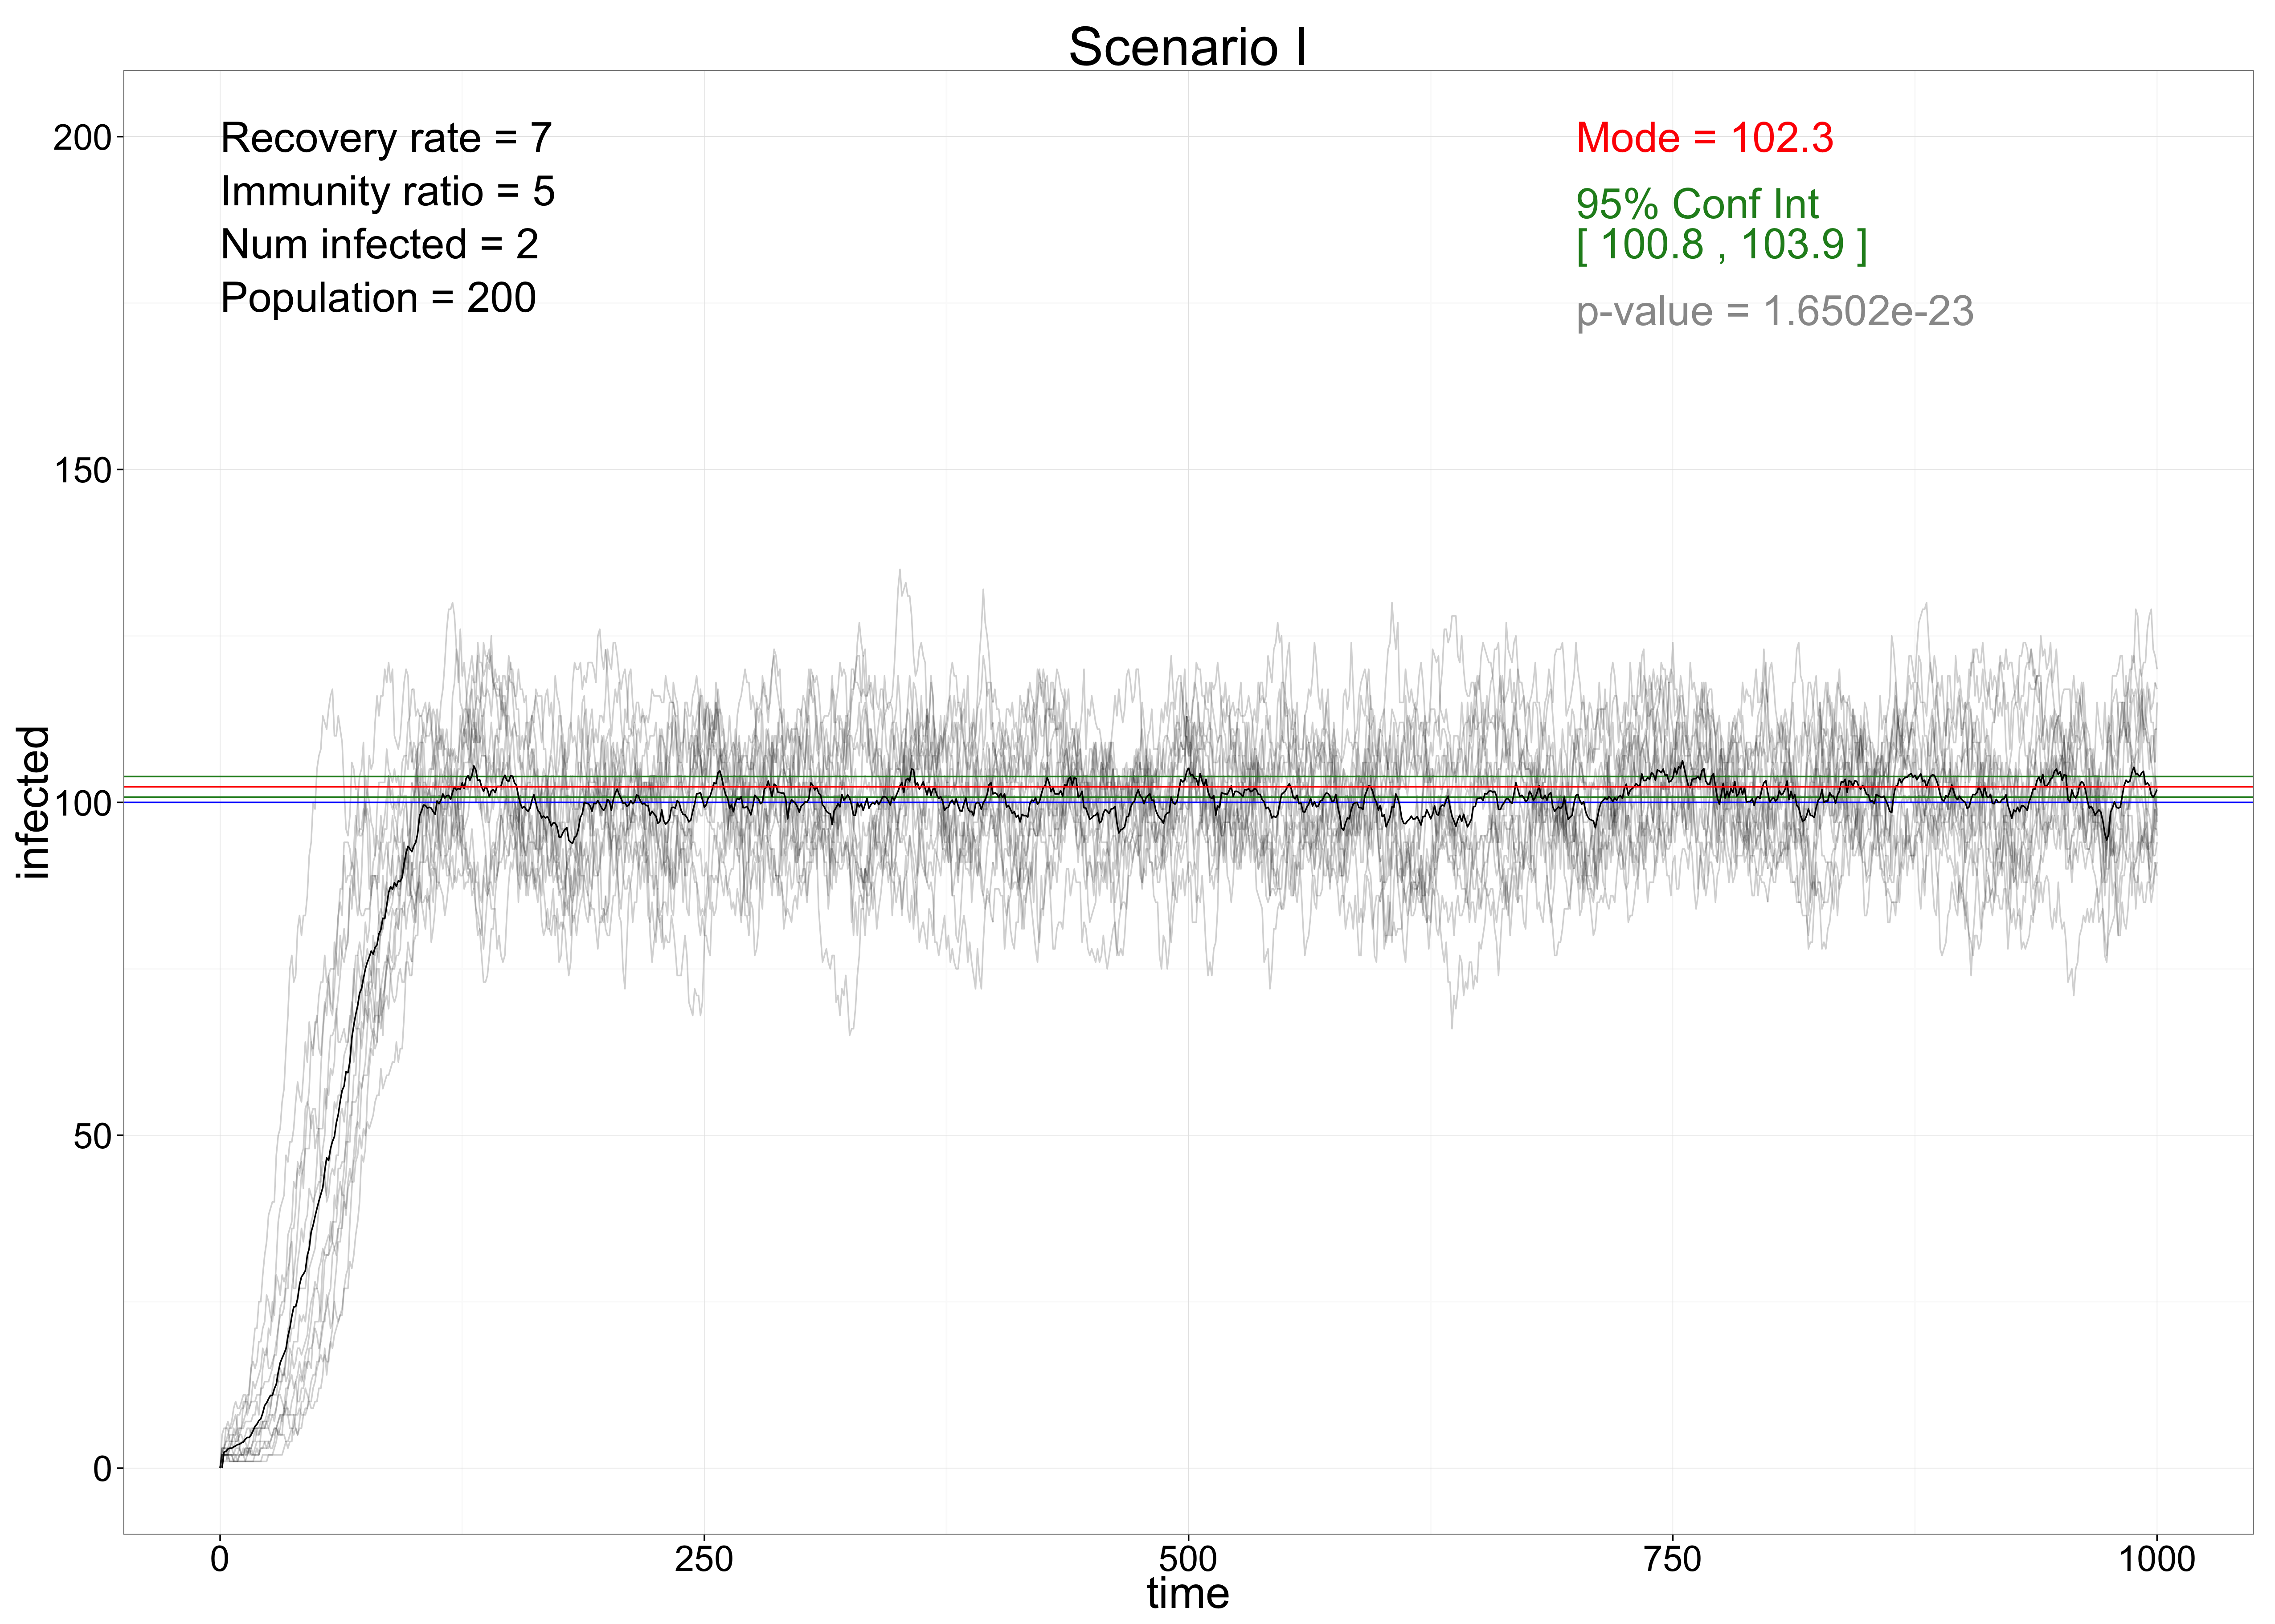 Scenario I
Recovery rate = 7
Immunity ratio = 5
Num infected = 2
Population = 200
Mode = 102.3
95% Conf Int
[ 100.8 , 103.9 ]
p-value = 1.6502e-23
infected
200
150
100
50
0
0
250
500
750
1000
time